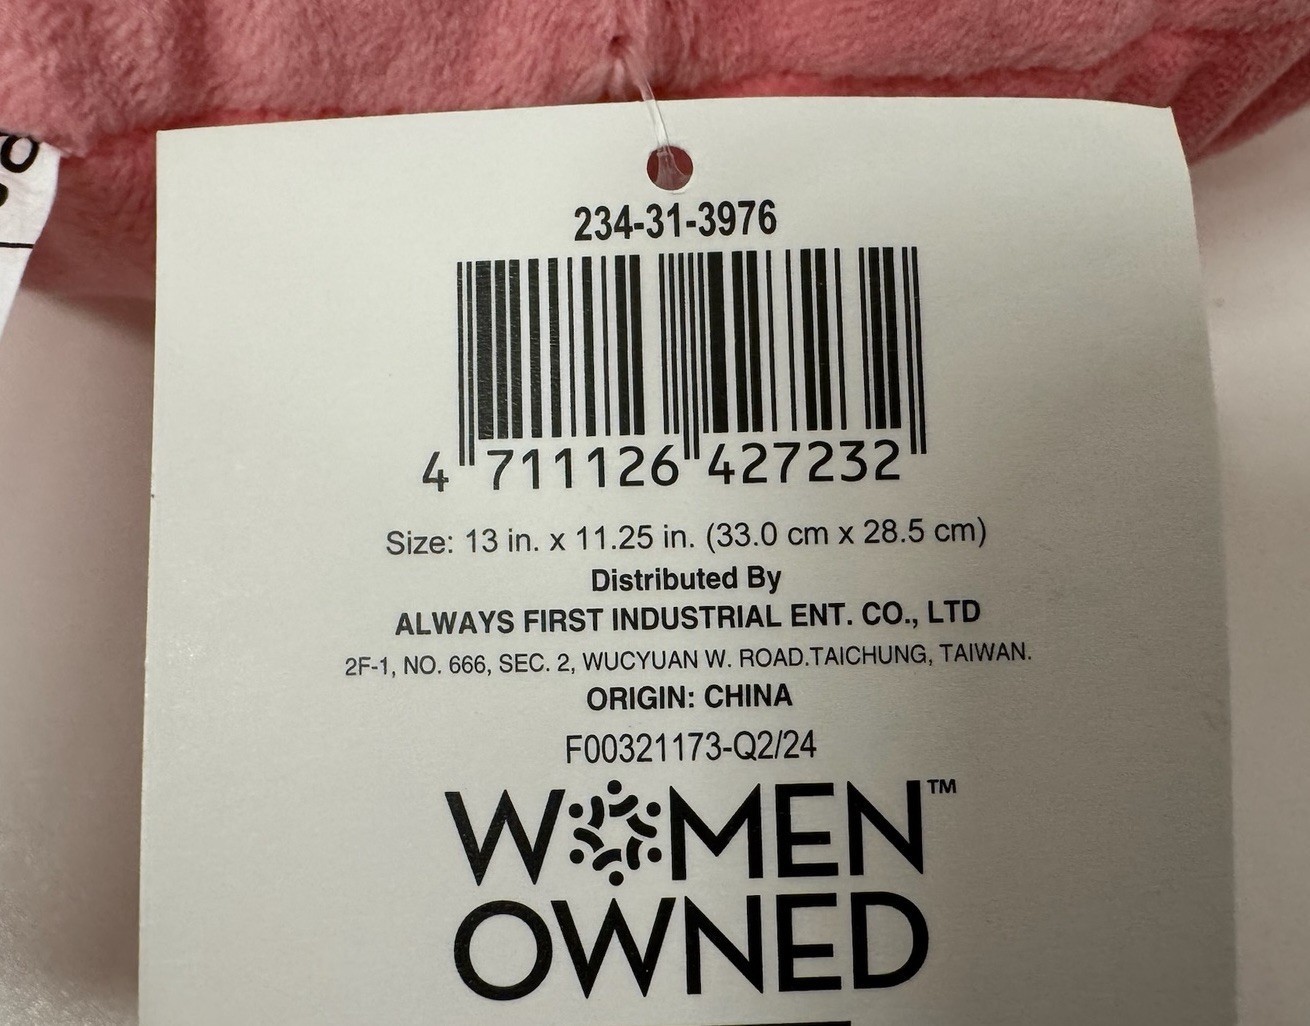 234-31-3976
4 711126 427232
Size: 13 in. x 11.25 in. (33.0 cm x 28.5 cm)
Distributed By
ALWAYS FIRST INDUSTRIAL ENT. CO., LTD
2F-1, NO. 666, SEC. 2, WUCYUAN W. ROAD.TAICHUNG, TAIWAN.
ORIGIN: CHINA
F00321173-Q2/24
WOMEN™
OWNED